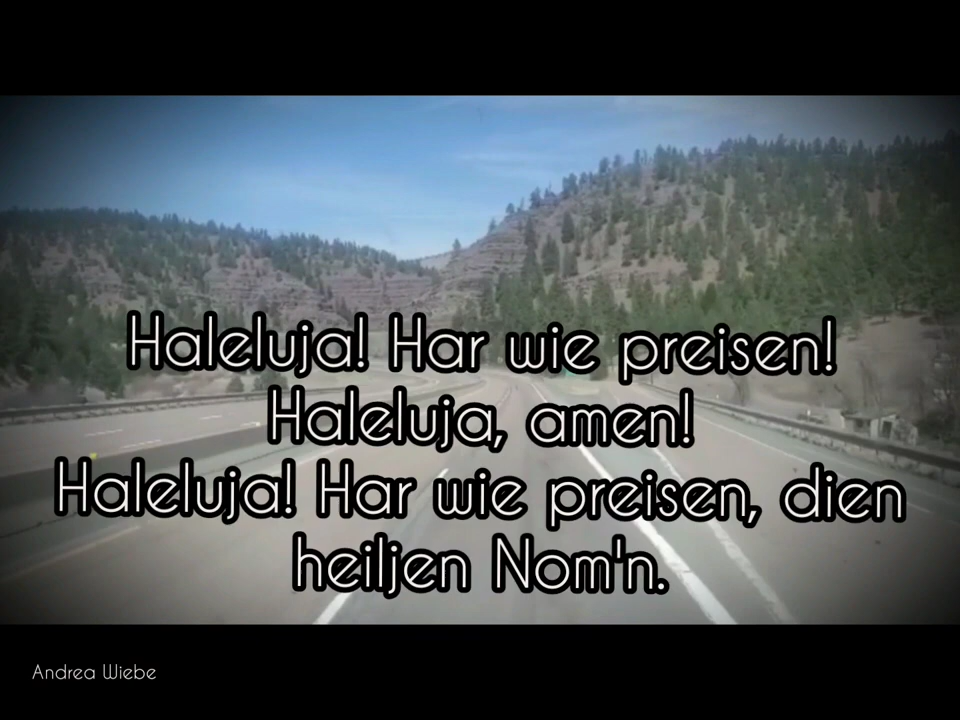 Haleluja! Har wie preisen!
Haleluja, amen!
Haleluja! Har wie preisen, dien
heiljen Nom'n.
Andrea Wiebe